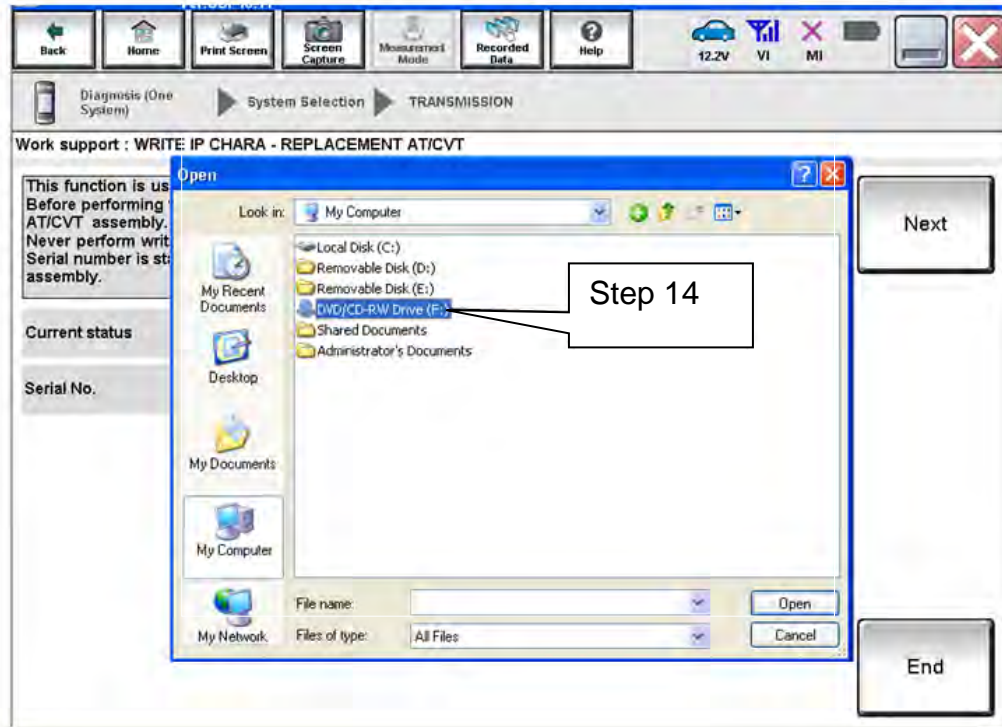 Back
Home
Print Screen
Screen Capture
Measurement Mode
Recorded Data
Help
12.2V
VI
MI
Diagnosis (One System)
System Selection
TRANSMISSION
Work support : WRITE IP CHARA - REPLACEMENT AT/CVT
This function is us
Before performing
AT/CVT assembly.
Never perform writ
Serial number is sta
assembly.
Current status
Serial No.
Next
End
Open
Look in:
My Computer
My Recent Documents
Desktop
My Documents
My Computer
My Network
Local Disk (C:)
Removable Disk (D:)
Removable Disk (E:)
DVD/CD-RW Drive (F:)
Shared Documents
Administrator's Documents
Step 14
File name:
Open
Files of type:
All Files
Cancel